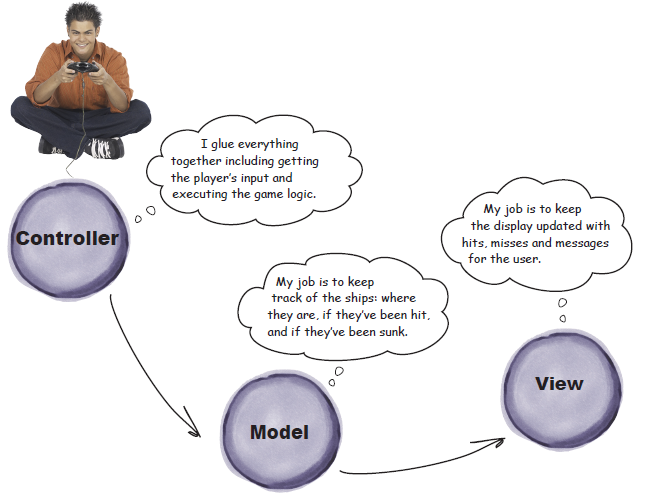 I glue everything
together including getting
the player's input and
executing the game logic.
Controller
My job is to keep
the display updated with
hits, misses and messages
for the user.
My job is to keep
track of the ships: where
they are, if they've been hit,
and if they've been sunk.
View
Model